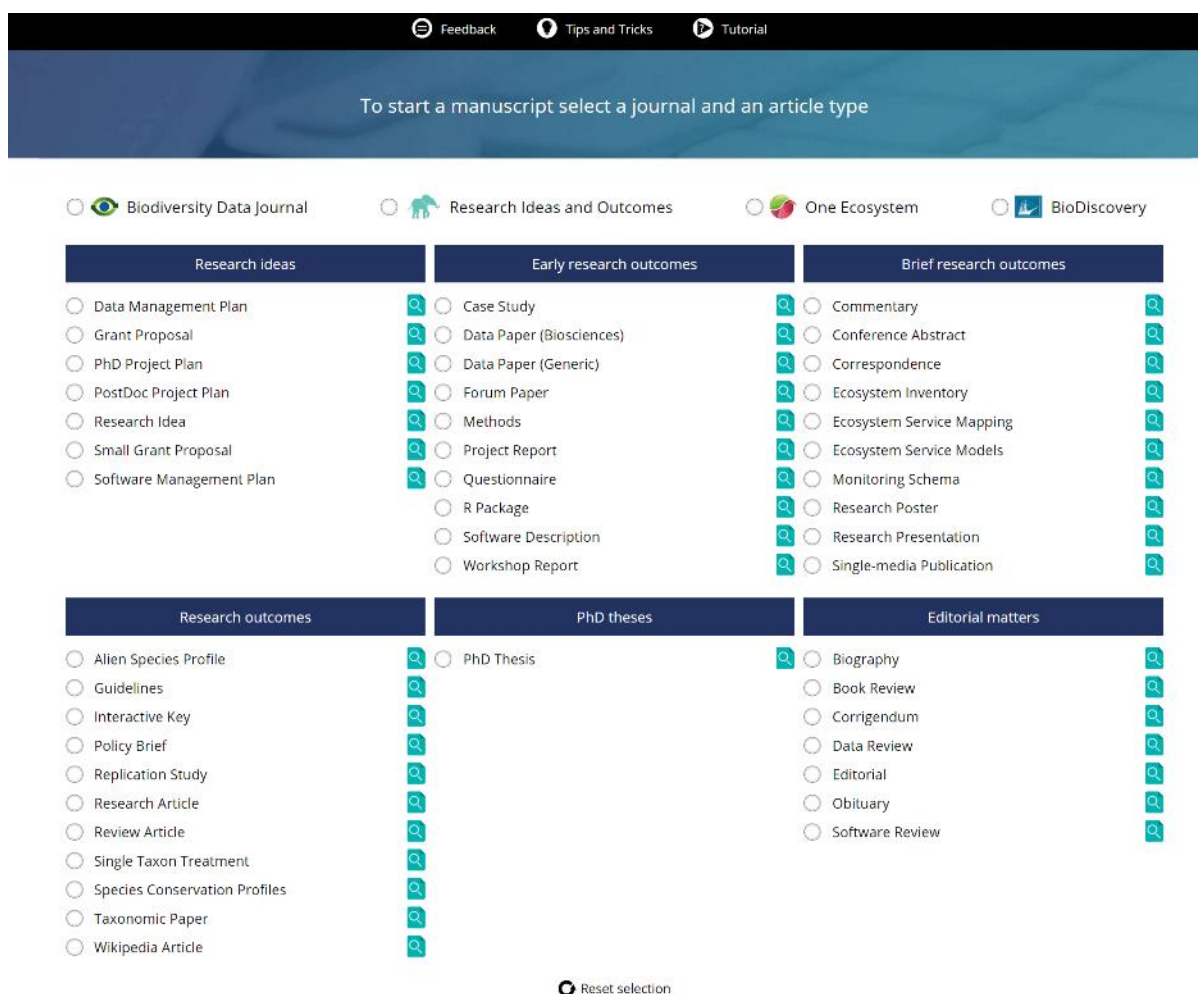 Feedback
Tips and Tricks
Tutorial
To start a manuscript select a journal and an article type
Biodiversity Data Journal
Research Ideas and Outcomes
One Ecosystem
BioDiscovery
Research ideas
Data Management Plan
Grant Proposal
PhD Project Plan
PostDoc Project Plan
Research Idea
Small Grant Proposal
Software Management Plan
Early research outcomes
Case Study
Data Paper (Biosciences)
Data Paper (Generic)
Forum Paper
Methods
Project Report
Questionnaire
R Package
Software Description
Workshop Report
Brief research outcomes
Commentary
Conference Abstract
Correspondence
Ecosystem Inventory
Ecosystem Service Mapping
Ecosystem Service Models
Monitoring Schema
Research Poster
Research Presentation
Single-media Publication
Research outcomes
Alien Species Profile
Guidelines
Interactive Key
Policy Brief
Replication Study
Research Article
Review Article
Single Taxon Treatment
Species Conservation Profiles
Taxonomic Paper
Wikipedia Article
PhD theses
PhD Thesis
Editorial matters
Biography
Book Review
Corrigendum
Data Review
Editorial
Obituary
Software Review
Reset selection